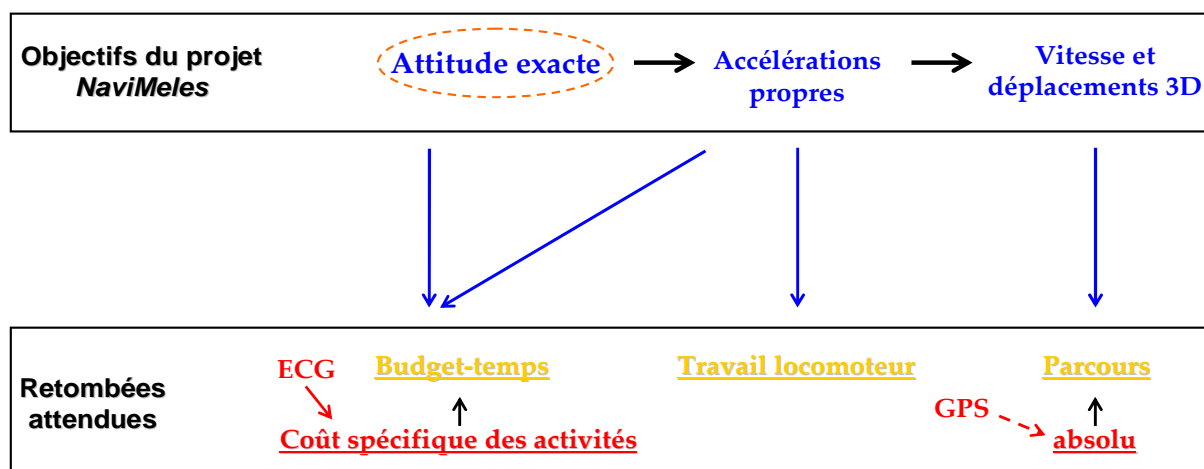 Objectifs du projet
NaviMeles
Attitude exacte
Accélérations
propres
Vitesse et
déplacements 3D
Retombées
attendues
ECG
Budget-temps
Coût spécifique des activités
Travail locomoteur
Parcours
GPS
absolu